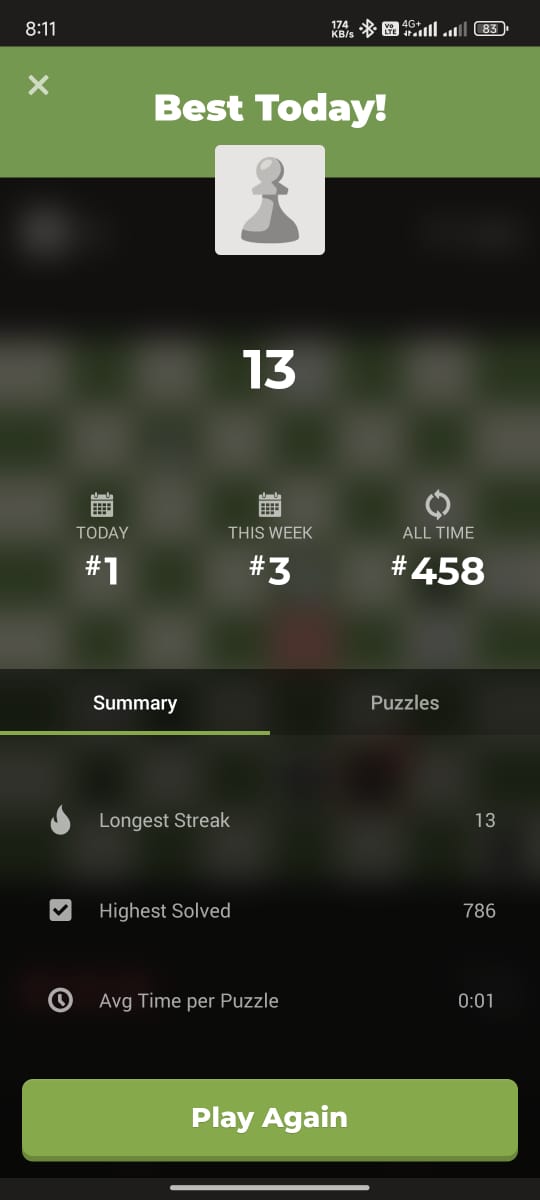 8:11
174
KB/s
Vo
LTE
4G+
83
Best Today!
13
TODAY
THIS WEEK
ALL TIME
#1
#3
#458
Summary
Puzzles
Longest Streak
13
Highest Solved
786
Avg Time per Puzzle
0:01
Play Again